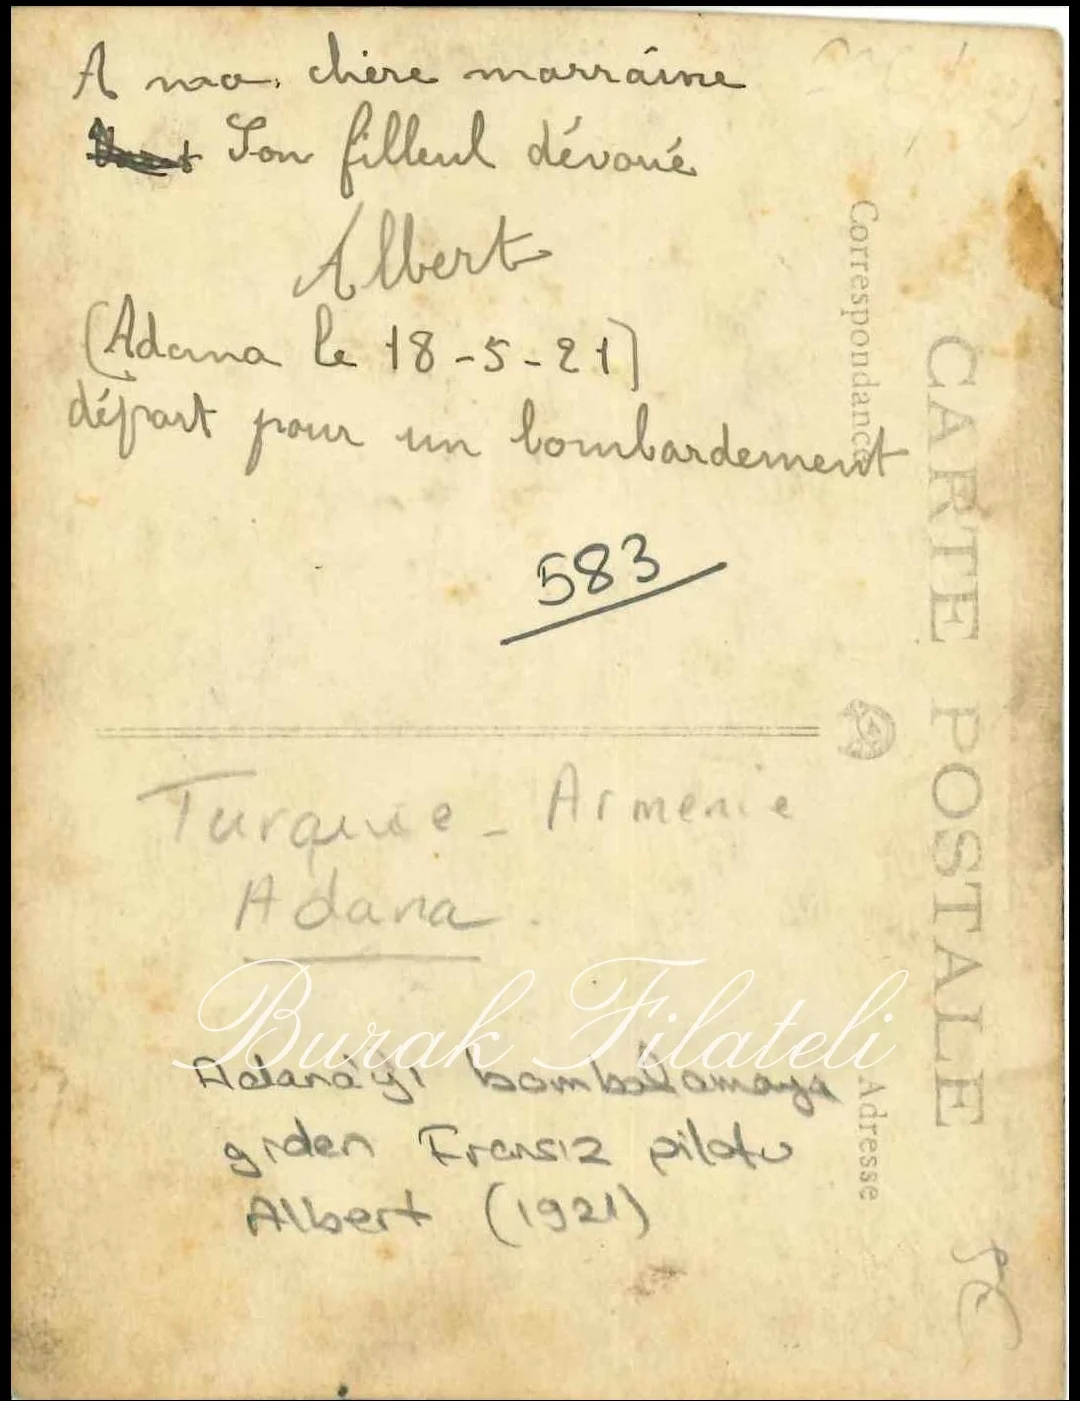 A ma chère marraine
Son filleul dévoué
Albert
(Adana le 18-5-21)
départ pour un bombardement
583
Correspondance
CARTE POSTALE
Turquie - Armenie
Adana
Burak Filateli
Adana'yı bombalamaya
giden Fransız pilotu
Albert (1921)
Adresse